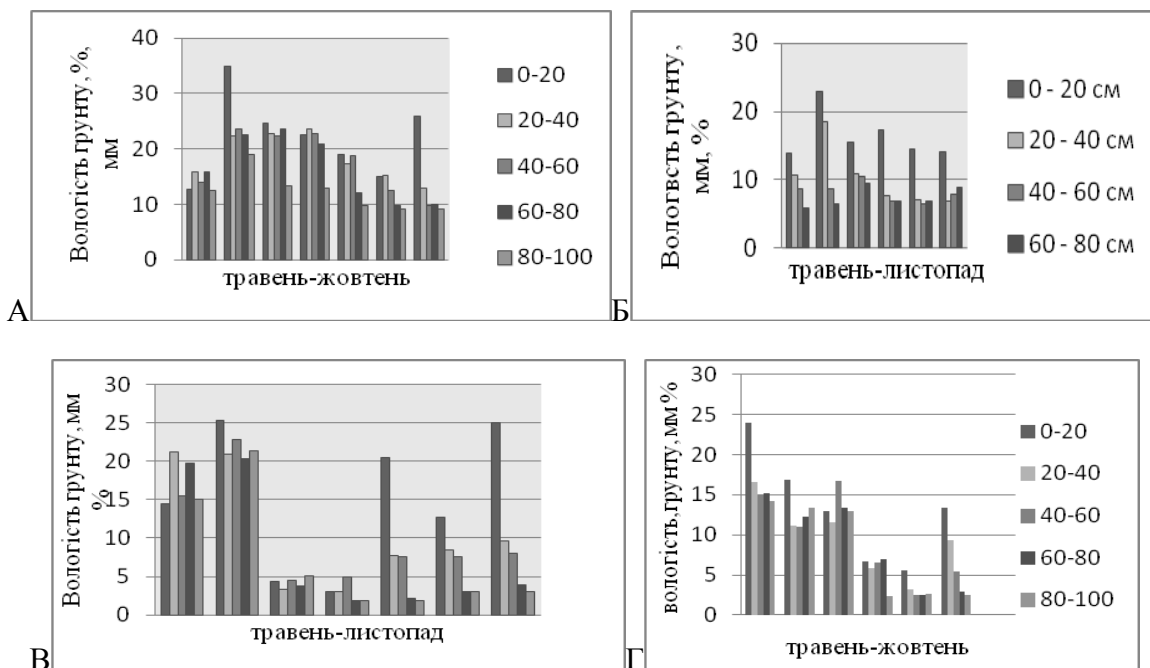 40
30
20
10
0
Вологість грунту, %,
мм
травень-жовтень
0-20
20-40
40-60
60-80
80-100
А
30
20
10
0
Вологвсть грунту ,
мм, %
травень-листопад
0 - 20 см
20 - 40 см
40 - 60 см
60 - 80 см
Б
30
25
20
15
10
5
0
Вологість грунту, мм
%
травень-листопад
В
30
25
20
15
10
5
0
вологість,грунту, мм %
травень-жовтень
0-20
20-40
40-60
60-80
80-100
Г